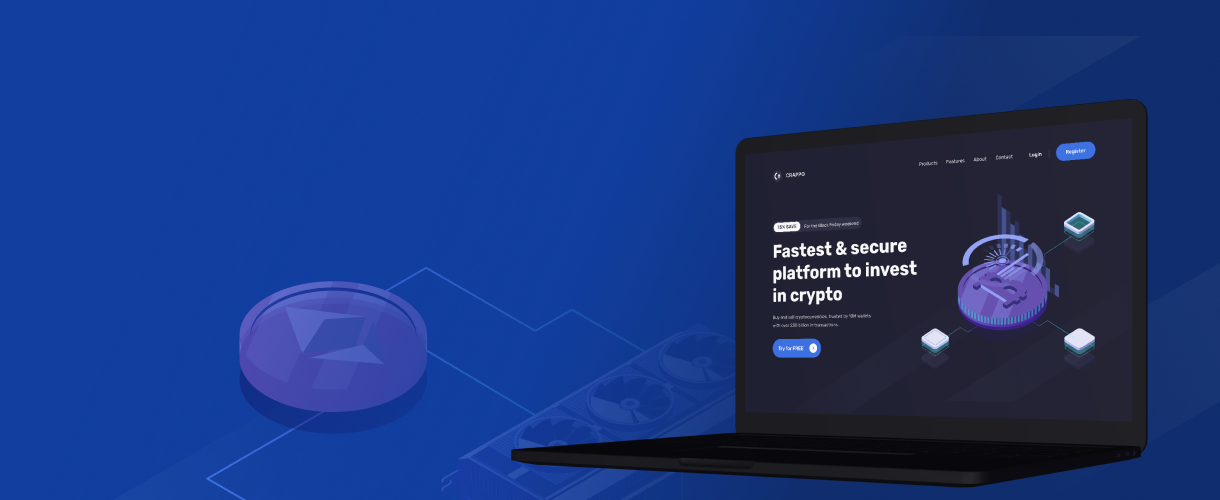 Products Features About Contact Login Register
CRAPPO
75% SAVE For the Black Friday weekend
Fastest & secure
platform to invest
in crypto
Buy and sell cryptocurrencies, trusted by 10M wallets
with over $30 billion in transactions.
Try for FREE